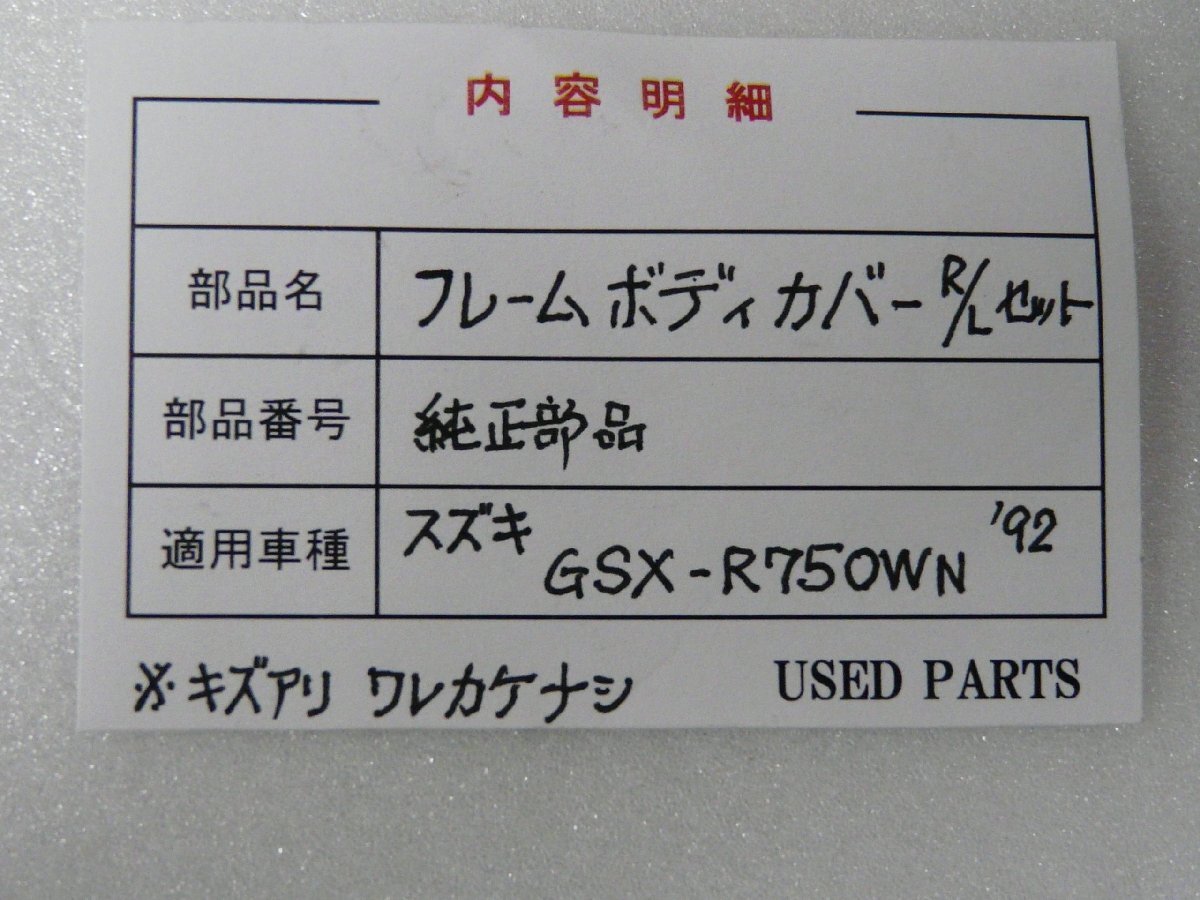 内容明細
部品名 フレームボディカバー R/L セット
部品番号 純正部品
適用車種 スズキ GSX-R750WN '92
※キズアリ ワレカケナシ USED PARTS